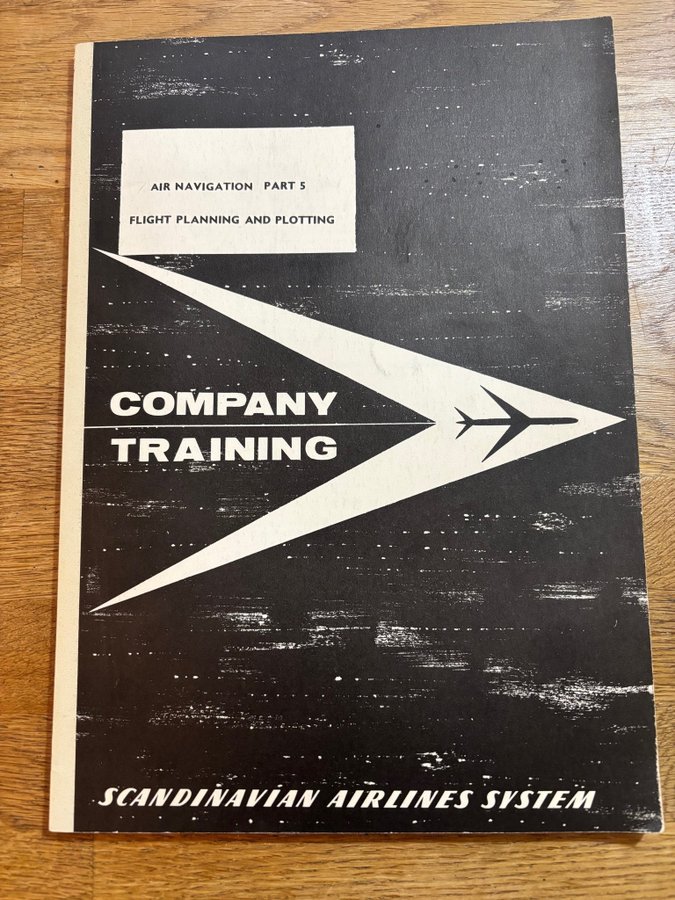 AIR NAVIGATION PART 5
FLIGHT PLANNING AND PLOTTING
COMPANY
TRAINING
SCANDINAVIAN AIRLINES SYSTEM